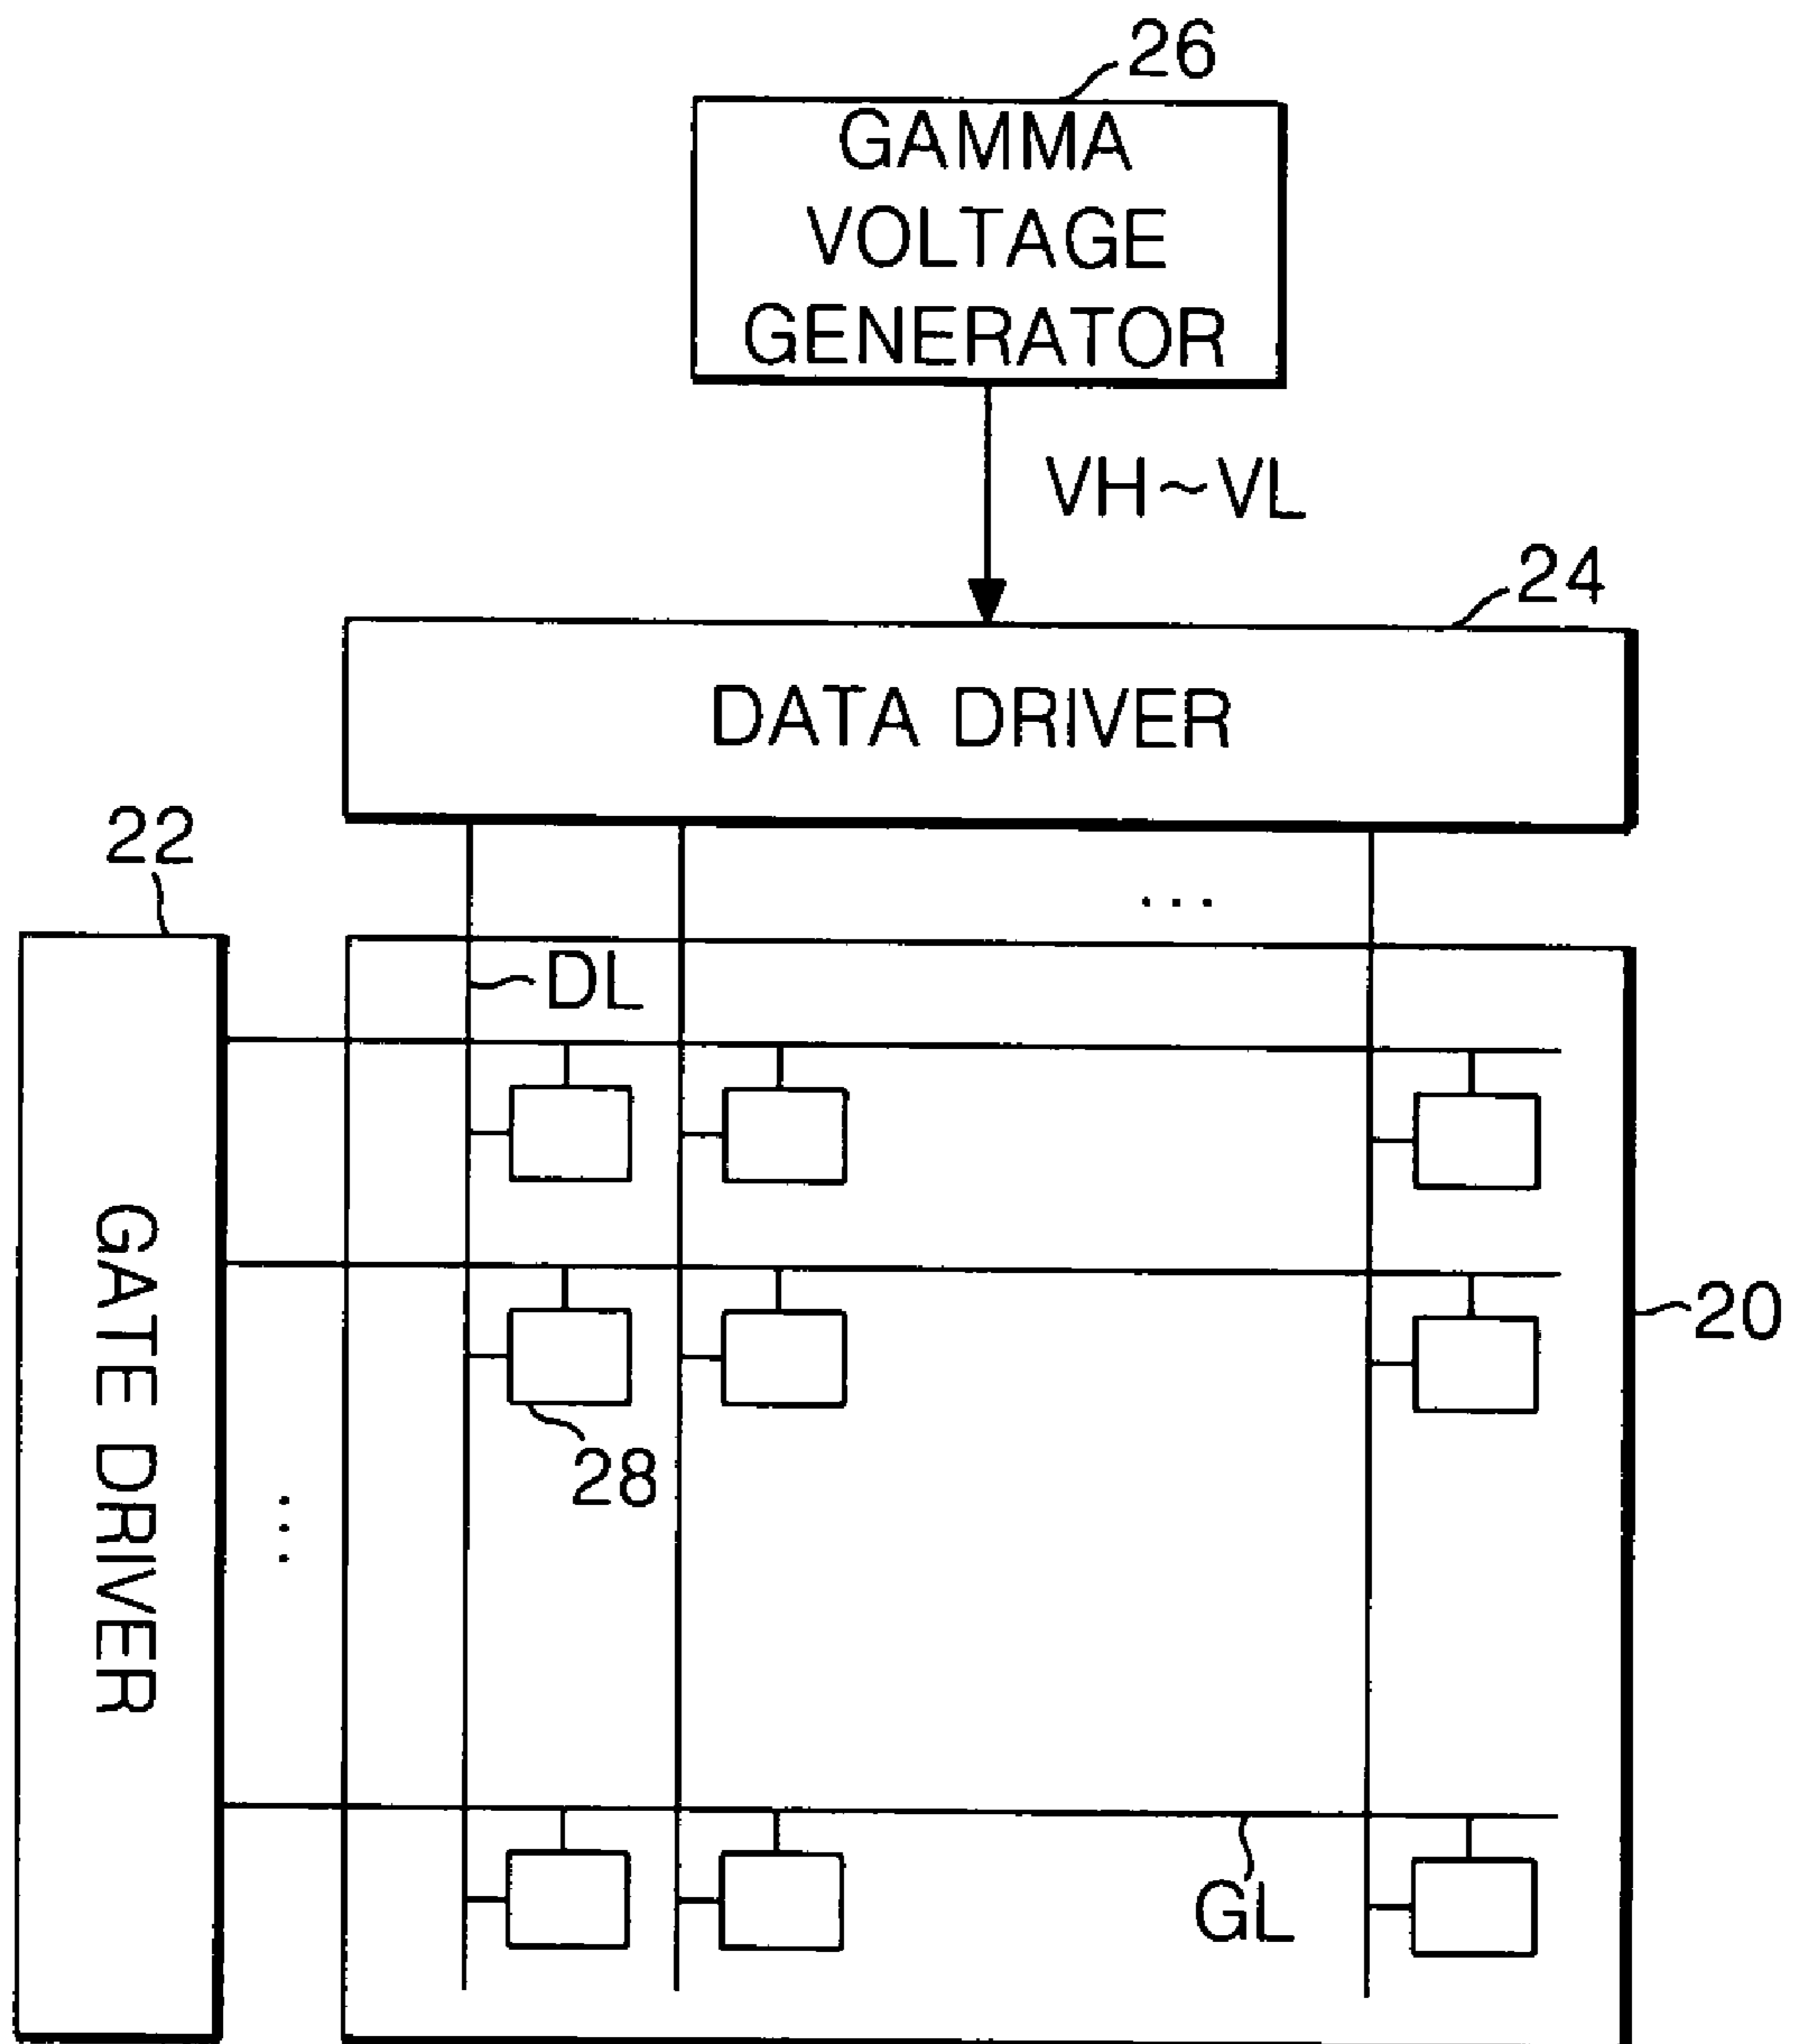 26
GAMMA
VOLTAGE
GENERATOR
VH~VL
24
DATA DRIVER
22
...
DL
GATE DRIVER
20
28
...
GL